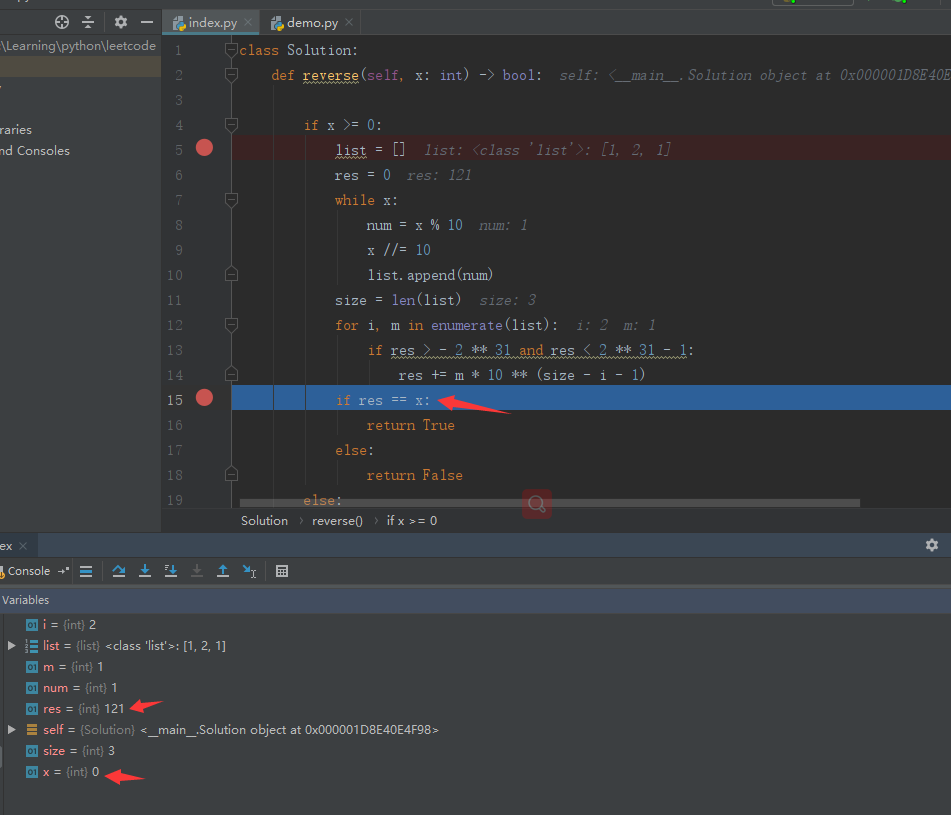 index.py × demo.py ×
:\Learning\python\leetcode
raries
nd Consoles
1 class Solution:
2 def reverse(self, x: int) -> bool: self: <__main__.Solution object at 0x000001D8E40E
3
4 if x >= 0:
5 list = [] list: <class 'list'>: [1, 2, 1]
6 res = 0 res: 121
7 while x:
8 num = x % 10 num: 1
9 x //= 10
10 list.append(num)
11 size = len(list) size: 3
12 for i, m in enumerate(list): i: 2 m: 1
13 if res > - 2 ** 31 and res < 2 ** 31 - 1:
14 res += m * 10 ** (size - i - 1)
15 if res == x:
16 return True
17 else:
18 return False
19 else:
Solution › reverse() › if x >= 0
ex ×
Console
Variables
01 i = {int} 2
list = {list} <class 'list'>: [1, 2, 1]
01 m = {int} 1
01 num = {int} 1
01 res = {int} 121
self = {Solution} <__main__.Solution object at 0x000001D8E40E4F98>
01 size = {int} 3
01 x = {int} 0